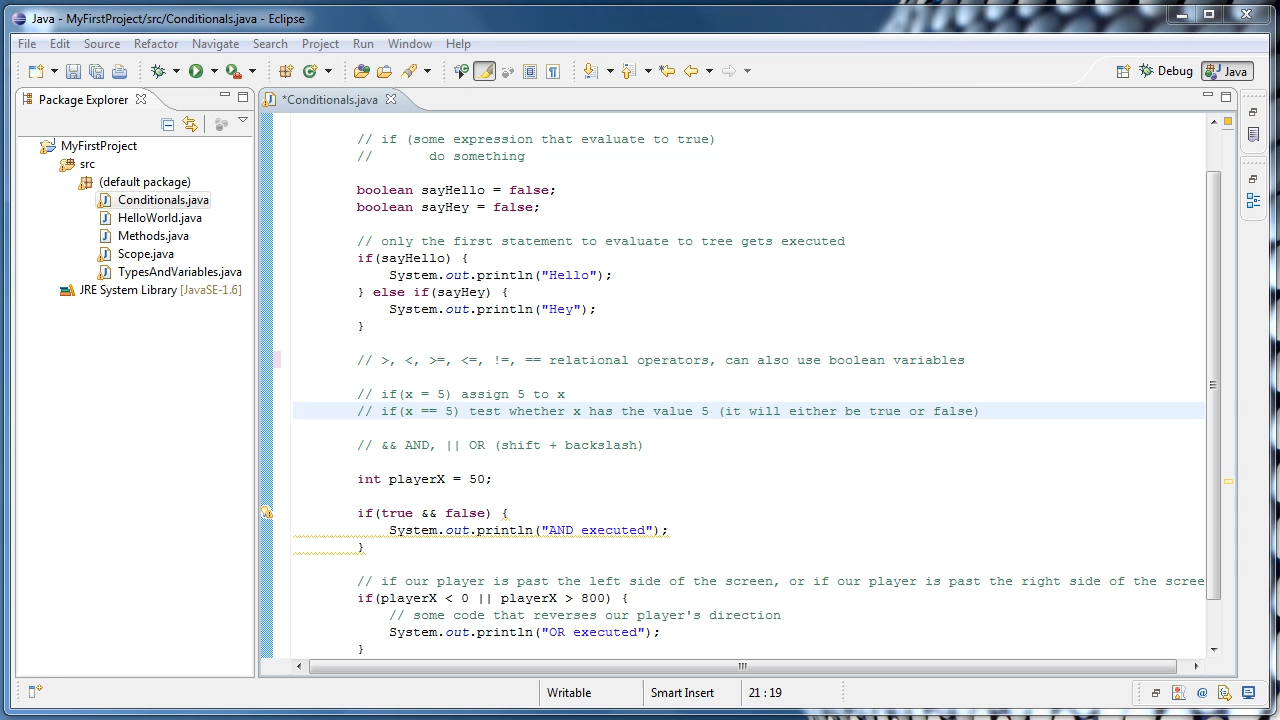 Java - MyFirstProject/src/Conditionals.java - Eclipse
File Edit Source Refactor Navigate Search Project Run Window Help
Debug Java
Package Explorer
*Conditionals.java
MyFirstProject
src
(default package)
Conditionals.java
HelloWorld.java
Methods.java
Scope.java
TypesAndVariables.java
JRE System Library [JavaSE-1.6]
// if (some expression that evaluate to true)
//       do something
boolean sayHello = false;
boolean sayHey = false;
// only the first statement to evaluate to tree gets executed
if(sayHello) {
System.out.println("Hello");
} else if(sayHey) {
System.out.println("Hey");
}
// >, <, >=, <=, !=, == relational operators, can also use boolean variables
// if(x = 5) assign 5 to x
// if(x == 5) test whether x has the value 5 (it will either be true or false)
// && AND, || OR (shift + backslash)
int playerX = 50;
if(true && false) {
System.out.println("AND executed");
}
// if our player is past the left side of the screen, or if our player is past the right side of the scree
if(playerX < 0 || playerX > 800) {
// some code that reverses our player's direction
System.out.println("OR executed");
}
Writable Smart Insert 21 : 19